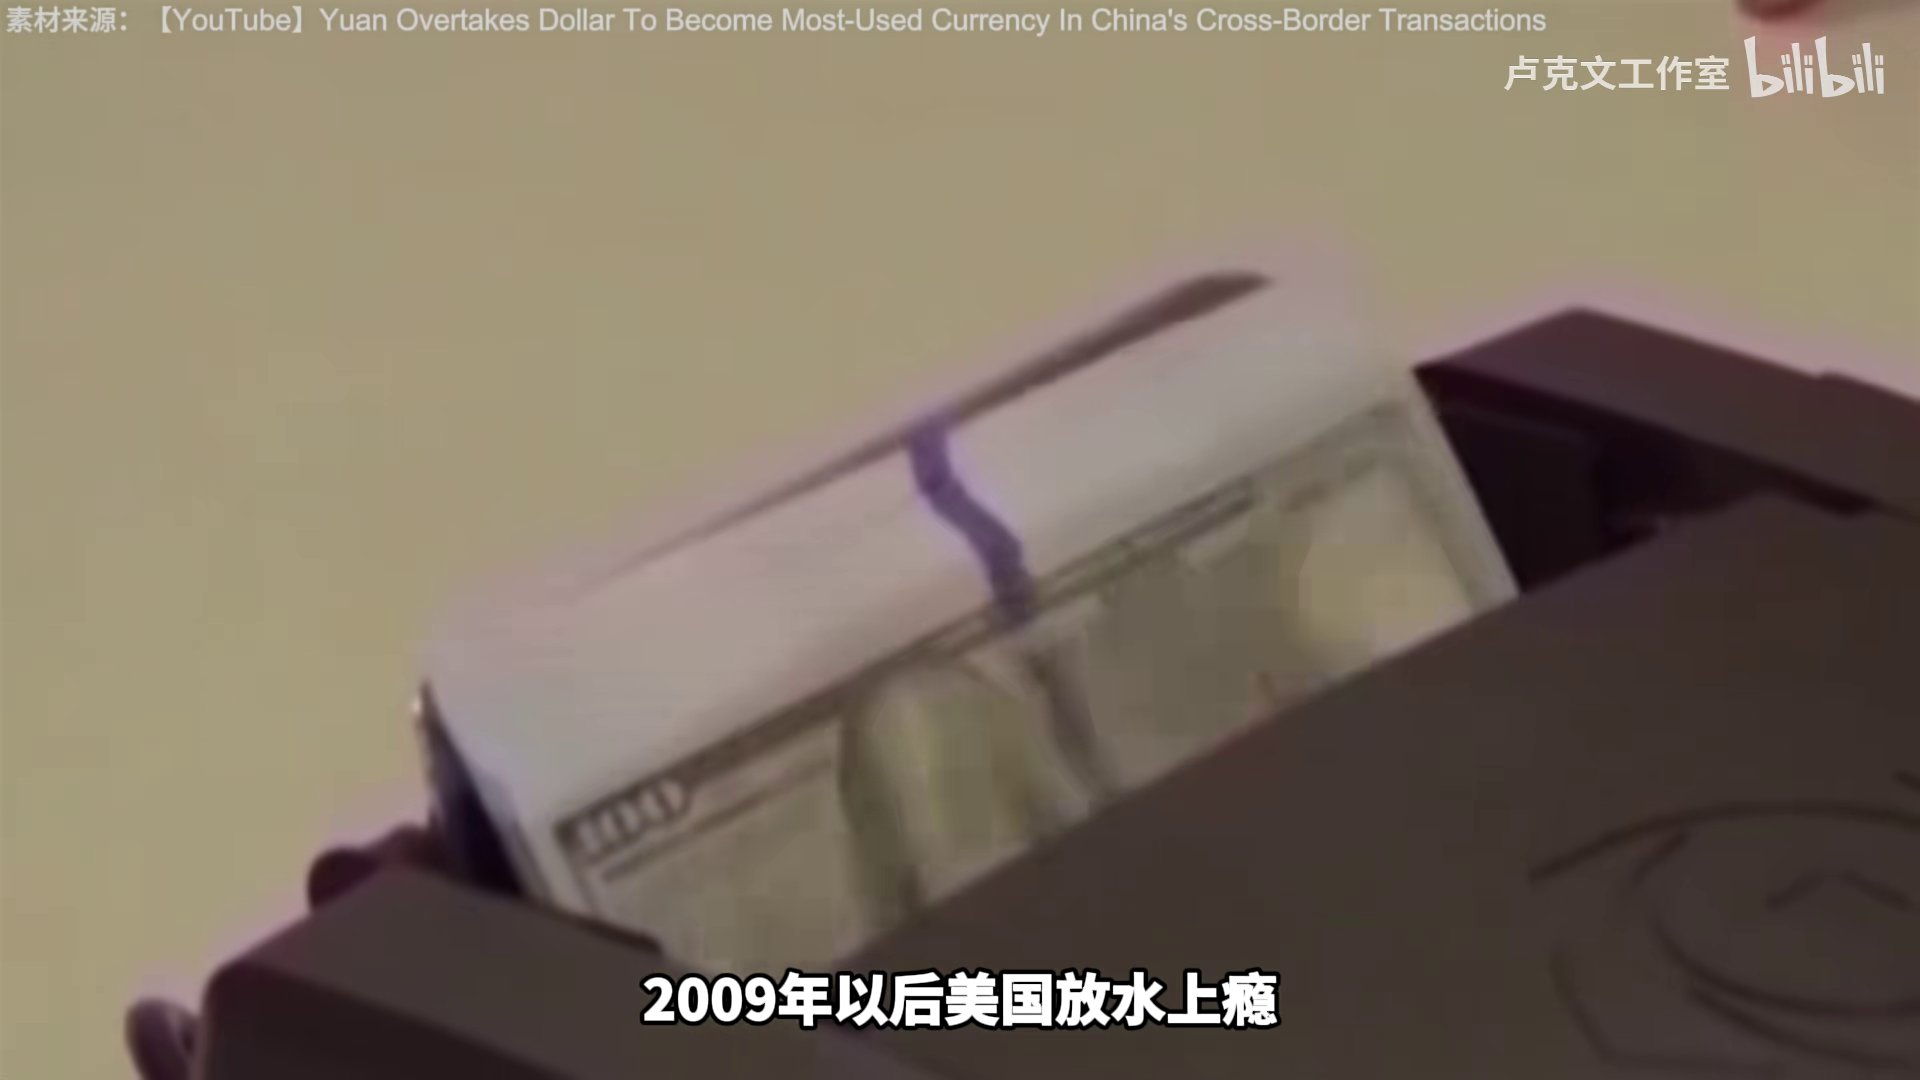 素材来源：【YouTube】Yuan Overtakes Dollar To Become Most-Used Currency In China's Cross-Border Transactions
卢克文工作室 bilibili
100
2009年以后美国放水上瘾